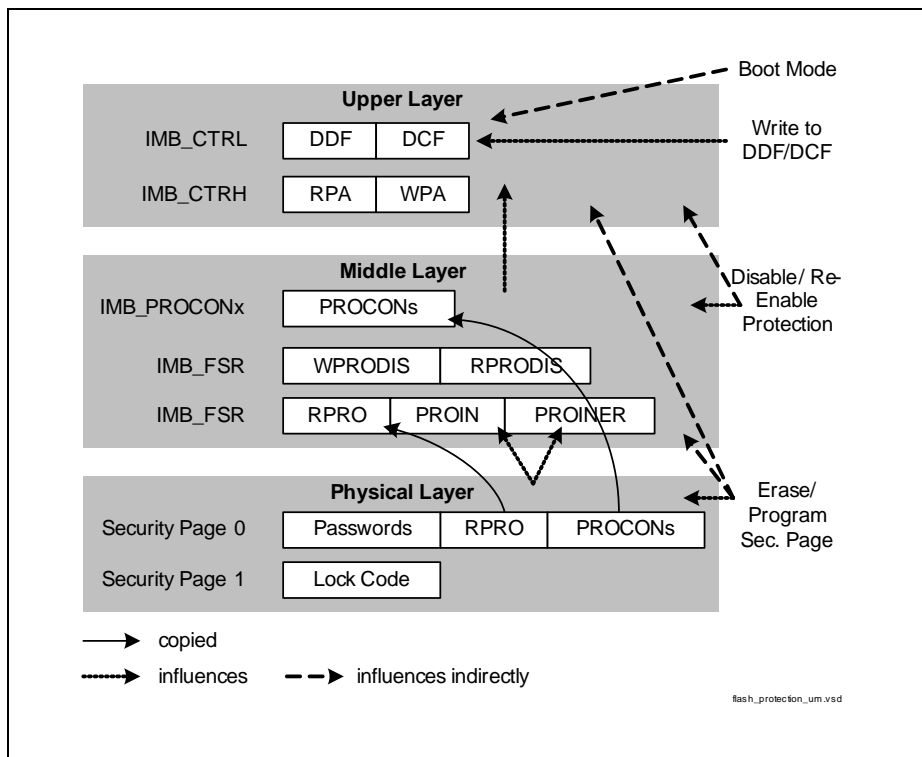 Boot Mode
Upper Layer
IMB_CTRL DDF DCF
Write to
DDF/DCF
IMB_CTRH RPA WPA
Middle Layer
Disable/ Re-
Enable
Protection
IMB_PROCONx PROCONs
IMB_FSR WPRODIS RPRODIS
IMB_FSR RPRO PROIN PROINER
Physical Layer
Erase/
Program
Sec. Page
Security Page 0 Passwords RPRO PROCONs
Security Page 1 Lock Code
copied
influences influences indirectly
flash_protection_um.vsd